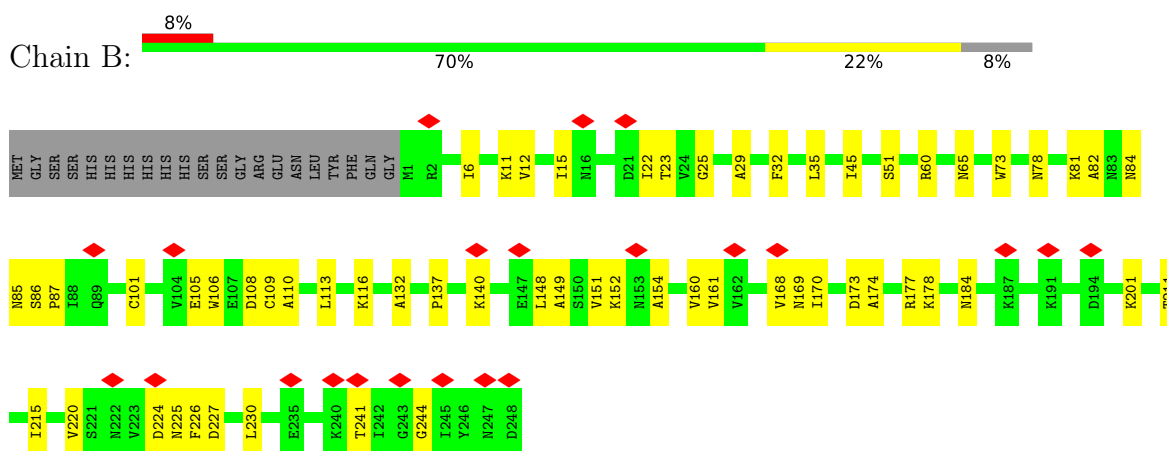 8%
Chain B:
70% 22% 8%
MET GLY SER SER HIS HIS HIS HIS HIS HIS SER SER GLY ARG GLU ASN LEU TYR PHE GLN GLY M1 R2 I6 K11 V12 I15 N16 D21 I22 T23 V24 G25 A29 F32 L35 I45 S51 R60 N65 W73 N78 K81 A82 N83 N84
N85 S86 P87 I88 Q89 C101 V104 E105 W106 E107 D108 C109 A110 L113 K116 A132 P137 K140 E147 L148 A149 S150 V151 K152 N153 A154 V160 V161 V162 V168 N169 I170 D173 A174 R177 K178 N184 K187 K191 D194 K201
I215 V220 S221 N222 V223 D224 N225 F226 D227 L230 E235 K240 T241 I242 G243 G244 I245 Y246 N247 D248